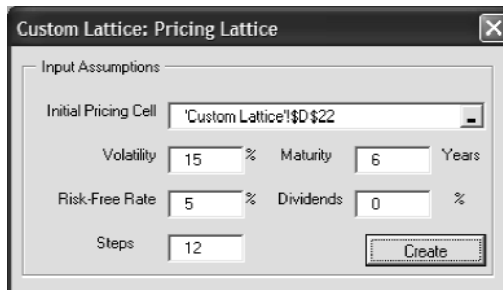 Custom Lattice: Pricing Lattice
Input Assumptions
Initial Pricing Cell 'Custom Lattice'!$D$22
Volatility 15 % Maturity 6 Years
Risk-Free Rate 5 % Dividends 0 %
Steps 12 Create